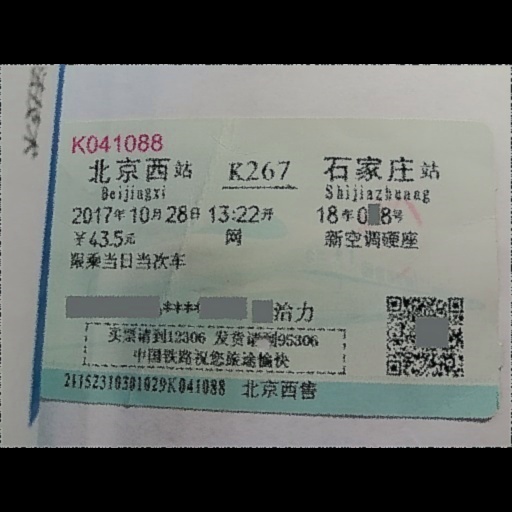 K041088
北京西站 K267 石家庄站
Beijingxi Shijiazhuang
2017年10月28日 13:22开 18车0 8号
￥43.5元 网 新空调硬座
限乘当日当次车
*** 治力
买票请到12306 发货请到95306
中国铁路祝您旅途愉快
21152310301029K041088 北京西售